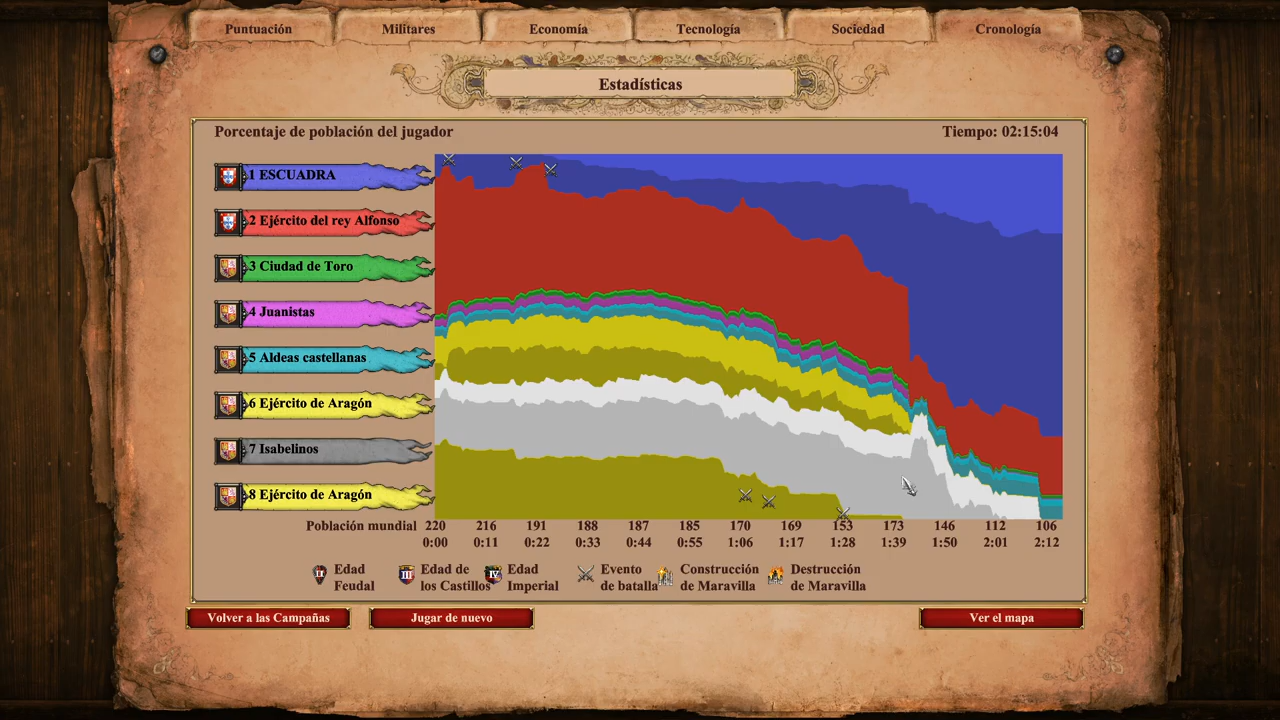 Puntuación
Militares
Economía
Tecnología
Sociedad
Cronología
Estadísticas
Porcentaje de población del jugador
Tiempo: 02:15:04
1 ESCUADRA
2 Ejército del rey Alfonso
3 Ciudad de Toro
4 Juanistas
5 Aldeas castellanas
6 Ejército de Aragón
7 Isabelinos
8 Ejército de Aragón
Población mundial 220 216 191 188 187 185 170 169 153 173 146 112 106
0:00 0:11 0:22 0:33 0:44 0:55 1:06 1:17 1:28 1:39 1:50 2:01 2:12
II Edad
Feudal
III Edad de
los Castillos
IV Edad
Imperial
Evento
de batalla
Construcción
de Maravilla
Destrucción
de Maravilla
Volver a las Campañas
Jugar de nuevo
Ver el mapa